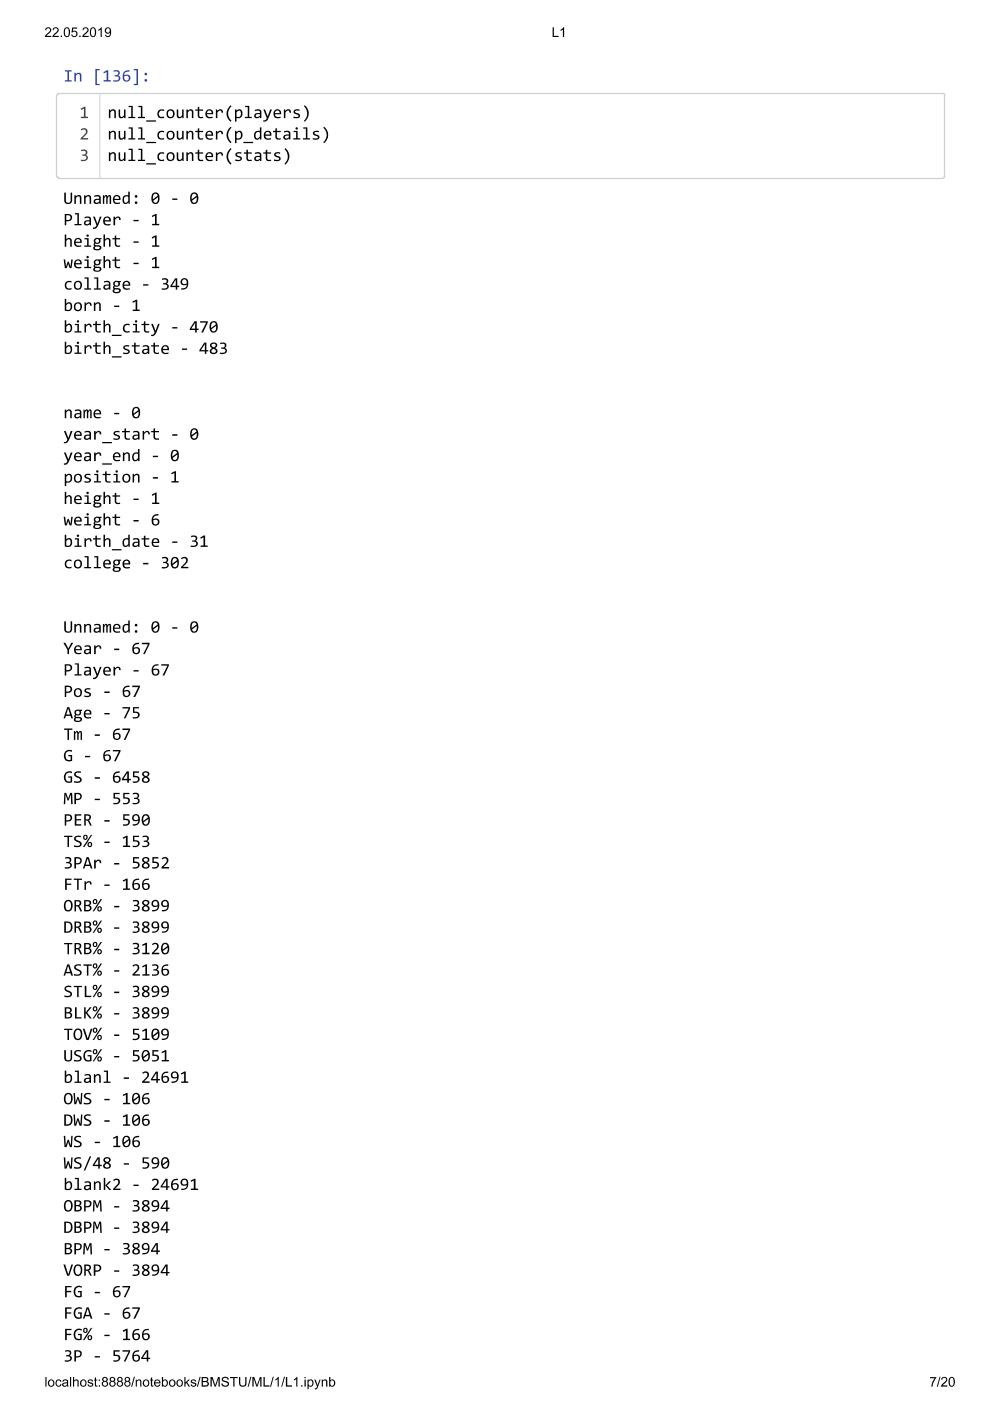 22.05.2019
L1
In [136]:
1 null_counter(players)
2 null_counter(p_details)
3 null_counter(stats)
Unnamed: 0 - 0
Player - 1
height - 1
weight - 1
collage - 349
born - 1
birth_city - 470
birth_state - 483
name - 0
year_start - 0
year_end - 0
position - 1
height - 1
weight - 6
birth_date - 31
college - 302
Unnamed: 0 - 0
Year - 67
Player - 67
Pos - 67
Age - 75
Tm - 67
G - 67
GS - 6458
MP - 553
PER - 590
TS% - 153
3PAr - 5852
FTr - 166
ORB% - 3899
DRB% - 3899
TRB% - 3120
AST% - 2136
STL% - 3899
BLK% - 3899
TOV% - 5109
USG% - 5051
blanl - 24691
OWS - 106
DWS - 106
WS - 106
WS/48 - 590
blank2 - 24691
OBPM - 3894
DBPM - 3894
BPM - 3894
VORP - 3894
FG - 67
FGA - 67
FG% - 166
3P - 5764
localhost:8888/notebooks/BMSTU/ML/1/L1.ipynb
7/20